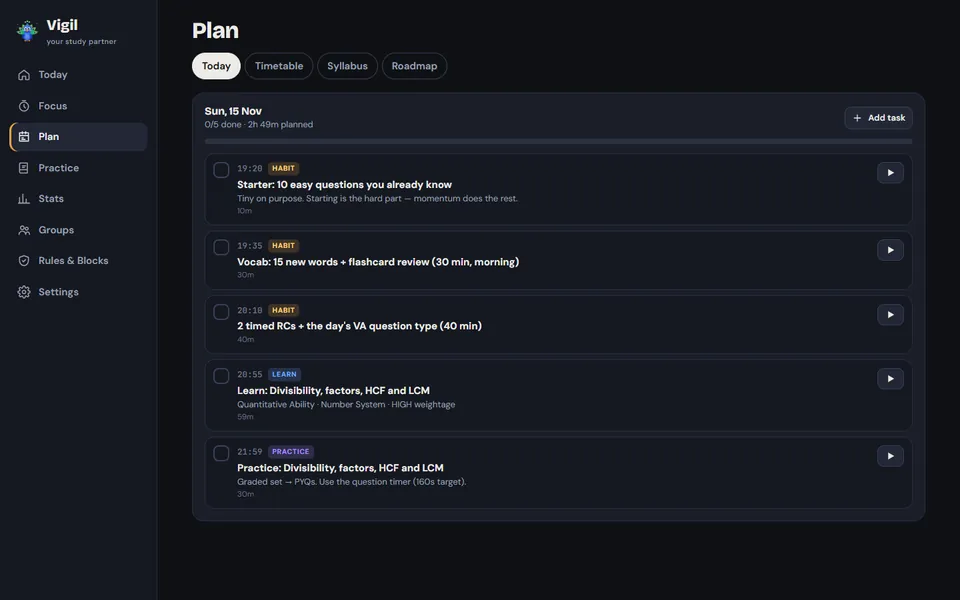 Vigil
your study partner
Today
Focus
Plan
Practice
Stats
Groups
Rules & Blocks
Settings
Plan
Today
Timetable
Syllabus
Roadmap
Sun, 15 Nov
0/5 done · 2h 49m planned
+ Add task
19:20 HABIT
Starter: 10 easy questions you already know
Tiny on purpose. Starting is the hard part — momentum does the rest.
10m
19:35 HABIT
Vocab: 15 new words + flashcard review (30 min, morning)
30m
20:10 HABIT
2 timed RCs + the day's VA question type (40 min)
40m
20:55 LEARN
Learn: Divisibility, factors, HCF and LCM
Quantitative Ability · Number System · HIGH weightage
59m
21:59 PRACTICE
Practice: Divisibility, factors, HCF and LCM
Graded set → PYQs. Use the question timer (160s target).
30m